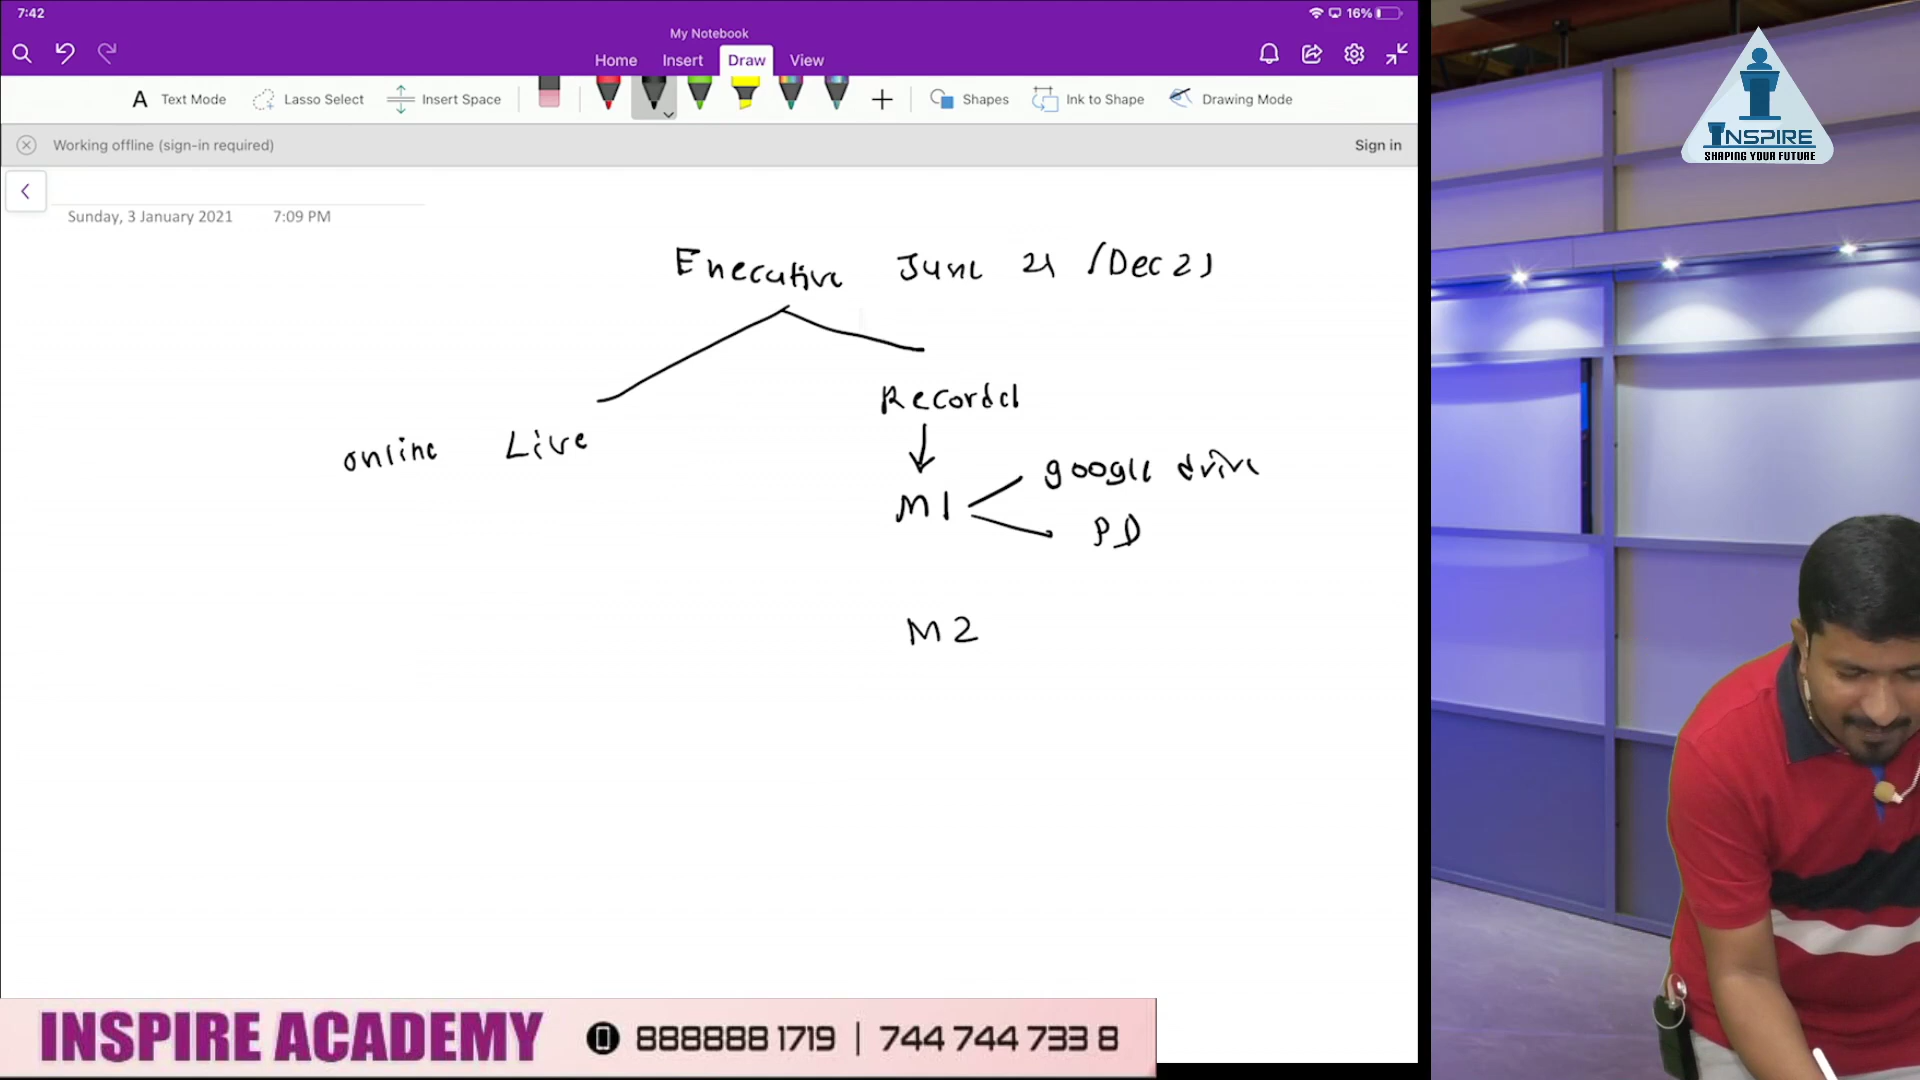 7:42
16%
My Notebook
Home Insert Draw View
Text Mode Lasso Select Insert Space Shapes Ink to Shape Drawing Mode
Working offline (sign-in required) Sign in
Sunday, 3 January 2021 7:09 PM
Executive June 21 / Dec 21
Recorded
online Live
google drive
M1
PD
M2
INSPIRE
SHAPING YOUR FUTURE
INSPIRE ACADEMY 888888 1719 | 744 744 733 8